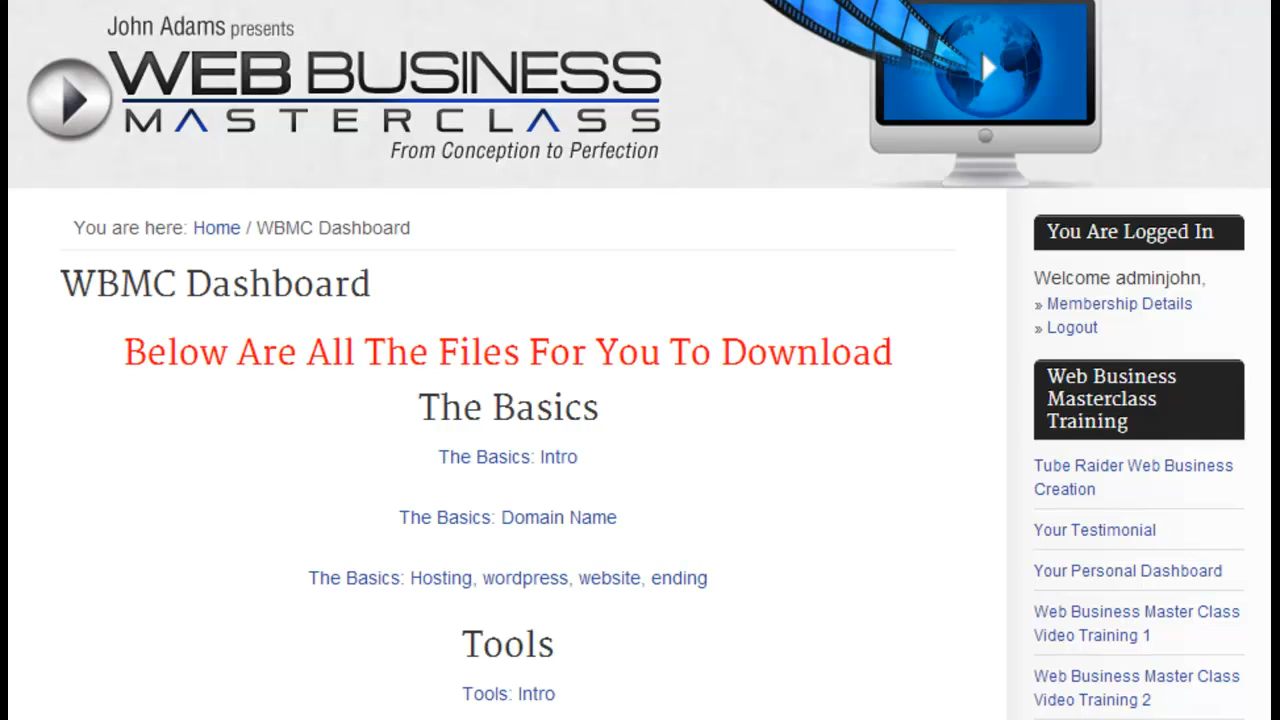 John Adams presents
WEB BUSINESS
MASTERCLASS
From Conception to Perfection
You are here: Home / WBMC Dashboard
WBMC Dashboard
Below Are All The Files For You To Download
The Basics
The Basics: Intro
The Basics: Domain Name
The Basics: Hosting, wordpress, website, ending
Tools
Tools: Intro
You Are Logged In
Welcome adminjohn,
» Membership Details
» Logout
Web Business
Masterclass
Training
Tube Raider Web Business
Creation
Your Testimonial
Your Personal Dashboard
Web Business Master Class
Video Training 1
Web Business Master Class
Video Training 2